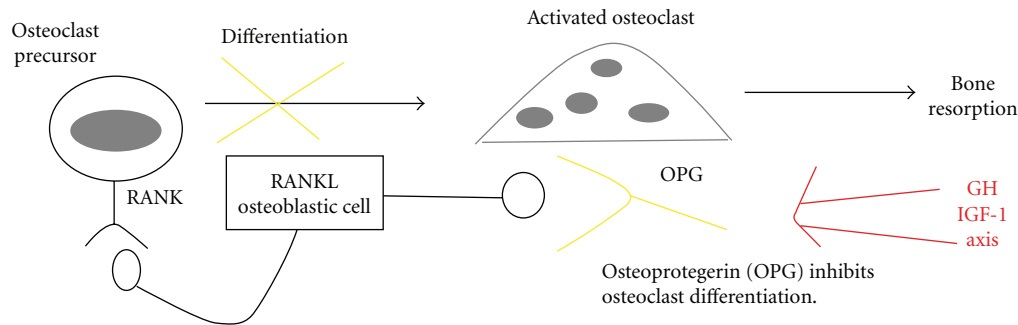 Osteoclast
precursor
Differentiation
Activated osteoclast
Bone
resorption
RANK
RANKL
osteoblastic cell
OPG
GH
IGF-1
axis
Osteoprotegerin (OPG) inhibits
osteoclast differentiation.